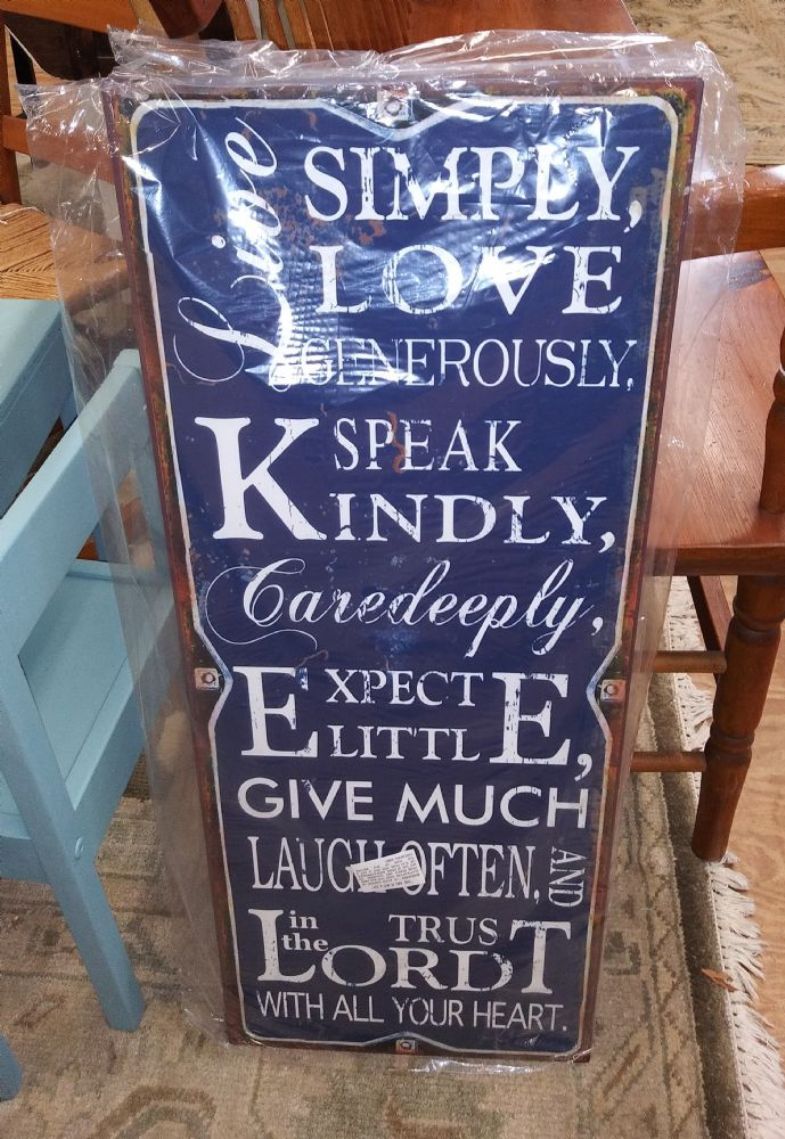 Live SIMPLY,
LOVE
GENEROUSLY,
SPEAK
KINDLY,
Caredeeply,
EXPECT
LITTLE,
GIVE MUCH
LAUGH OFTEN, AND
TRUST
in the LORD
WITH ALL YOUR HEART.